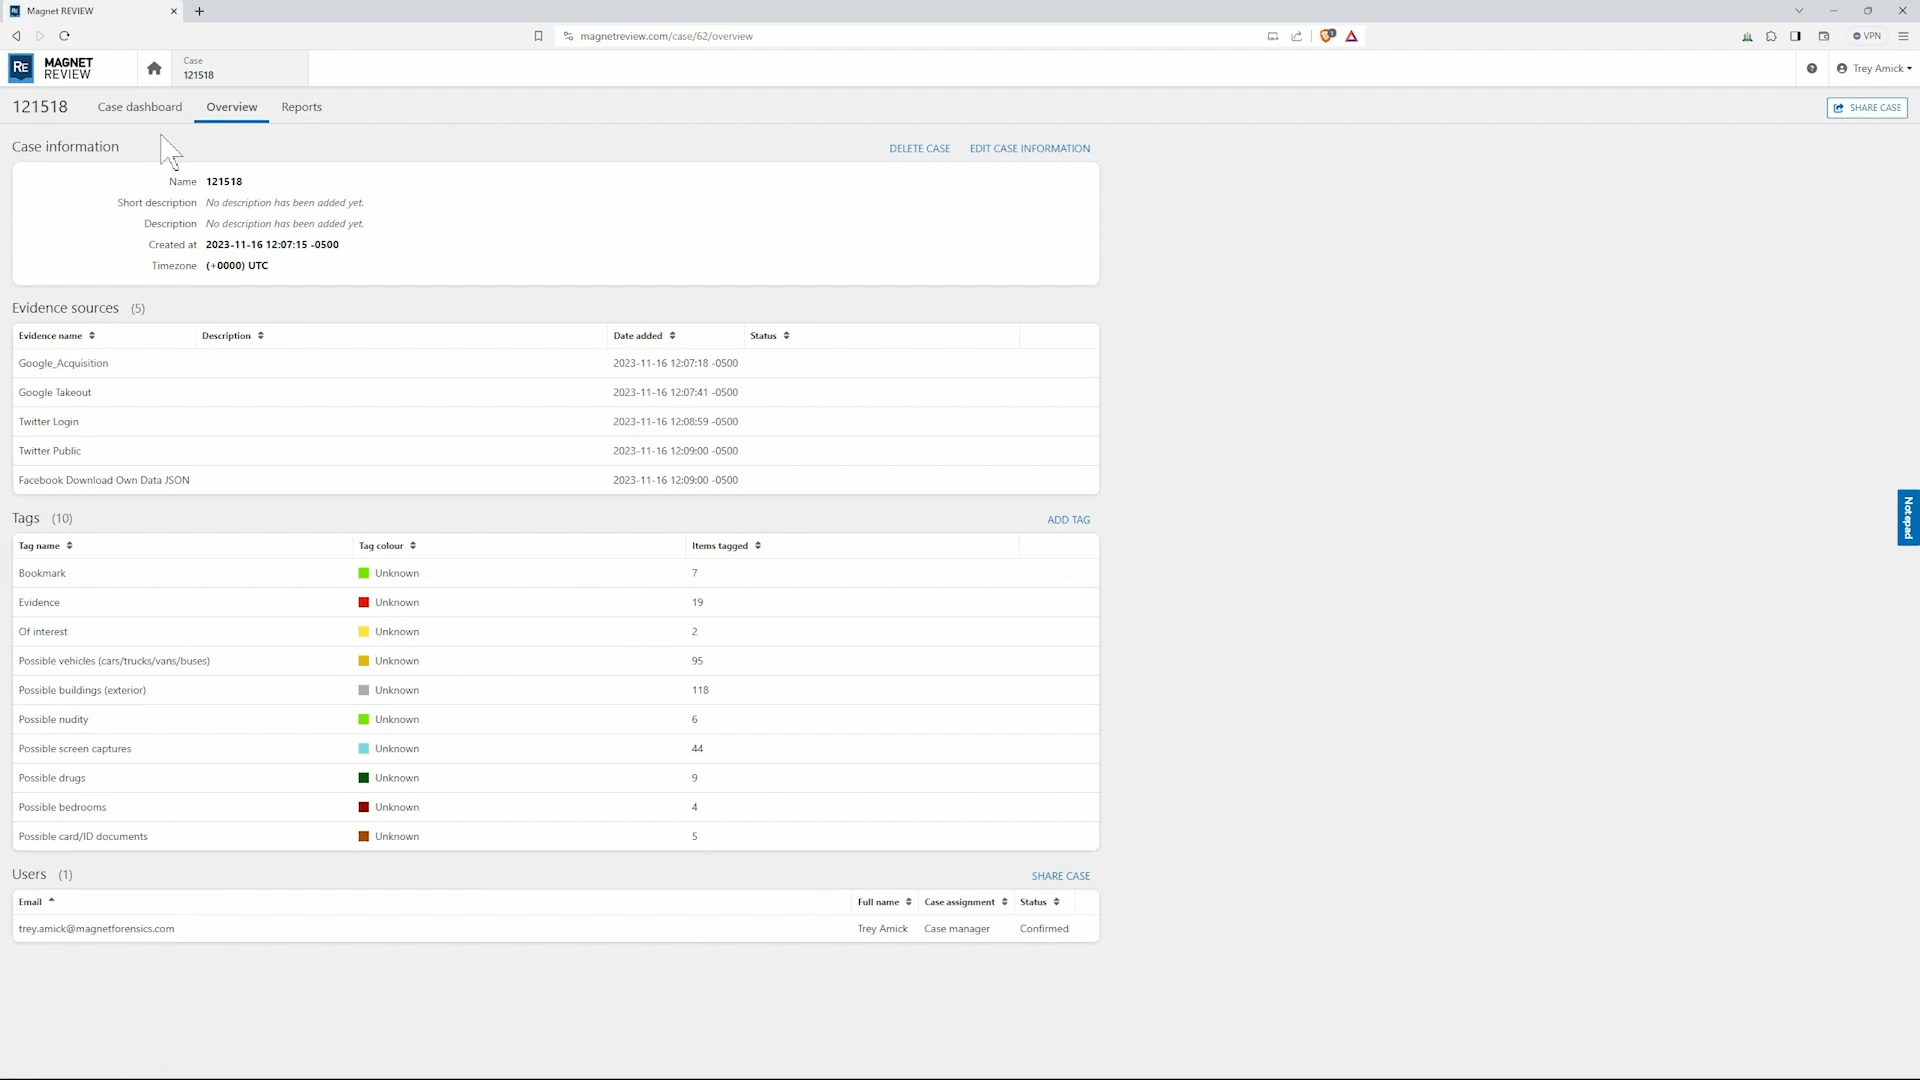 Magnet REVIEW
magnetreview.com/case/62/overview
VPN
RE MAGNET REVIEW
Case
121518
Trey Amick
121518 Case dashboard Overview Reports
SHARE CASE
Case information
DELETE CASE EDIT CASE INFORMATION
Name 121518
Short description No description has been added yet.
Description No description has been added yet.
Created at 2023-11-16 12:07:15 -0500
Timezone (+0000) UTC
Evidence sources (5)
Evidence name Description Date added Status
Google_Acquisition 2023-11-16 12:07:18 -0500
Google Takeout 2023-11-16 12:07:41 -0500
Twitter Login 2023-11-16 12:08:59 -0500
Twitter Public 2023-11-16 12:09:00 -0500
Facebook Download Own Data JSON 2023-11-16 12:09:00 -0500
Notepad
Tags (10)
ADD TAG
Tag name Tag colour Items tagged
Bookmark Unknown 7
Evidence Unknown 19
Of interest Unknown 2
Possible vehicles (cars/trucks/vans/buses) Unknown 95
Possible buildings (exterior) Unknown 118
Possible nudity Unknown 6
Possible screen captures Unknown 44
Possible drugs Unknown 9
Possible bedrooms Unknown 4
Possible card/ID documents Unknown 5
Users (1)
SHARE CASE
Email Full name Case assignment Status
trey.amick@magnetforensics.com Trey Amick Case manager Confirmed